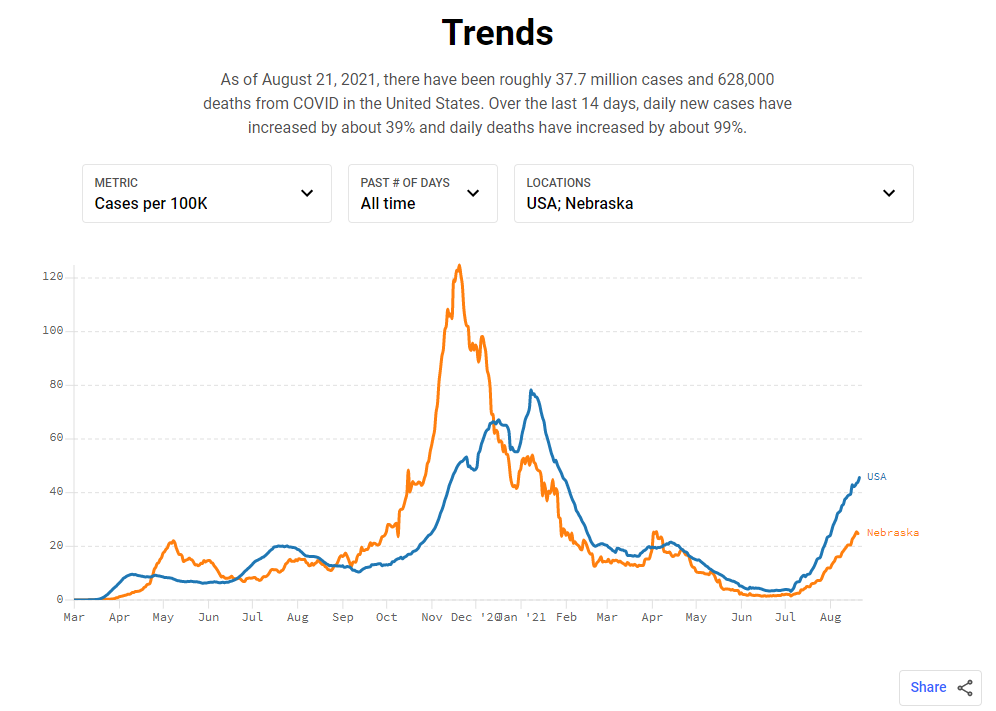 Trends
As of August 21, 2021, there have been roughly 37.7 million cases and 628,000
deaths from COVID in the United States. Over the last 14 days, daily new cases have
increased by about 39% and daily deaths have increased by about 99%.
METRIC
Cases per 100K
PAST # OF DAYS
All time
LOCATIONS
USA; Nebraska
120
100
80
60
40
20
0
USA
Nebraska
Mar Apr May Jun Jul Aug Sep Oct Nov Dec '20 Jan '21 Feb Mar Apr May Jun Jul Aug
Share